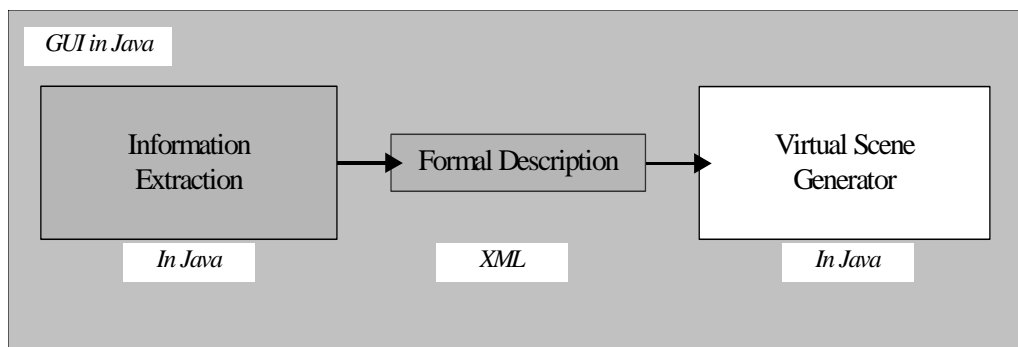 GUI in Java
Information
Extraction
Formal Description
Virtual Scene
Generator
In Java
XML
In Java